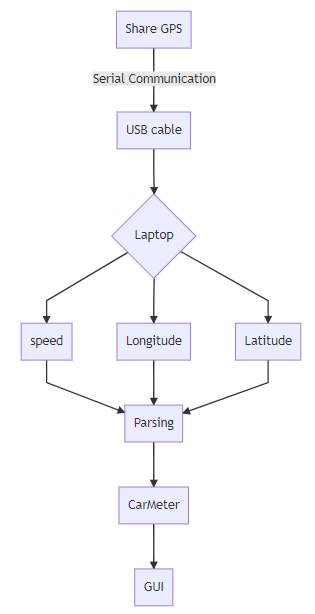 Share GPS
Serial Communication
USB cable
Laptop
speed
Longitude
Latitude
Parsing
CarMeter
GUI